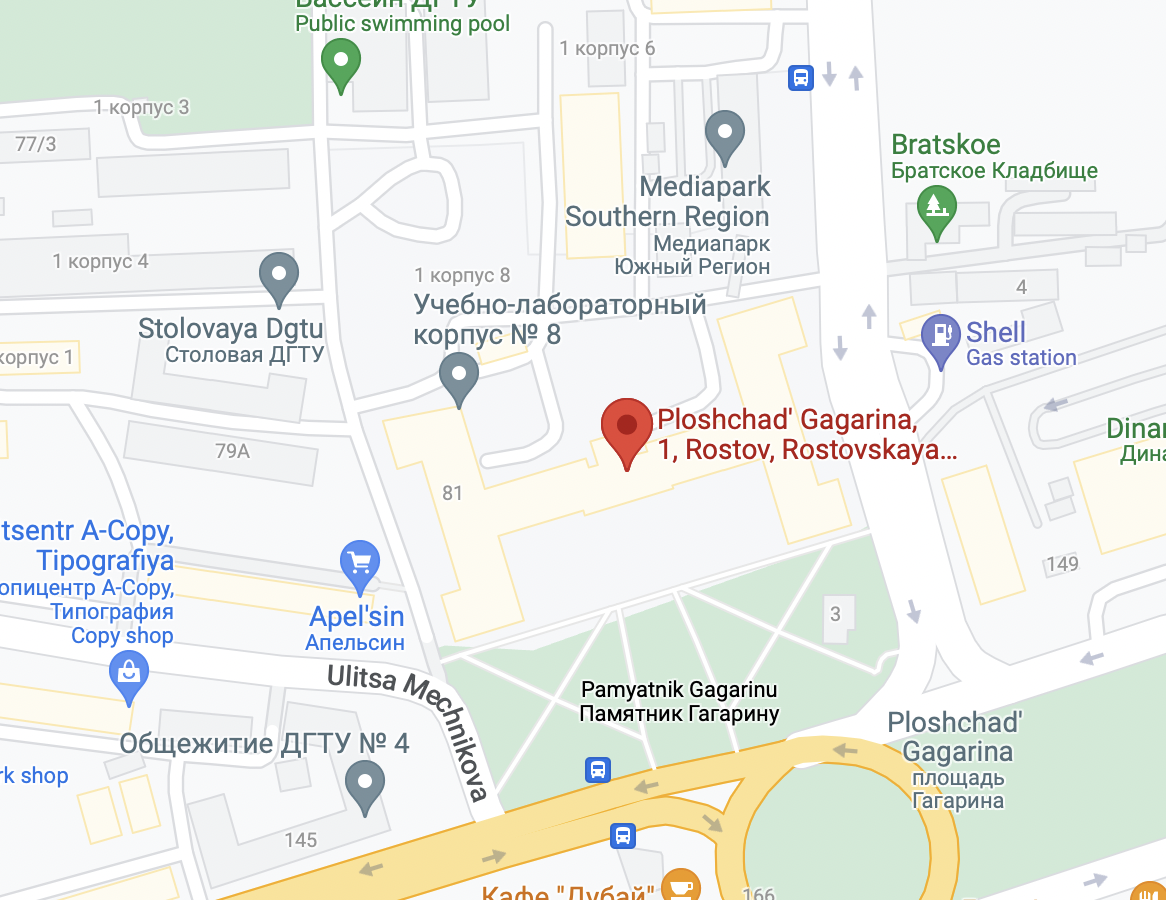 Бассейн ДГТУ
Public swimming pool
1 корпус 6
1 корпус 3
77/3
Bratskoe
Братское Кладбище
Mediapark
Southern Region
Медиапарк
Южный Регион
1 корпус 4
1 корпус 8
4
Учебно-лабораторный
корпус № 8
Stolovaya Dgtu
Столовая ДГТУ
Shell
Gas station
корпус 1
Ploshchad' Gagarina,
1, Rostov, Rostovskaya...
79А
81
149
tsentr A-Copy,
Tipografiya
опицентр А-Copy,
Типография
Copy shop
Apel'sin
Апельсин
3
Ulitsa Mechnikova
Pamyatnik Gagarinu
Памятник Гагарину
Ploshchad'
Gagarina
площадь
Гагарина
Общежитие ДГТУ № 4
rk shop
145
Кафе "Дубай"
166